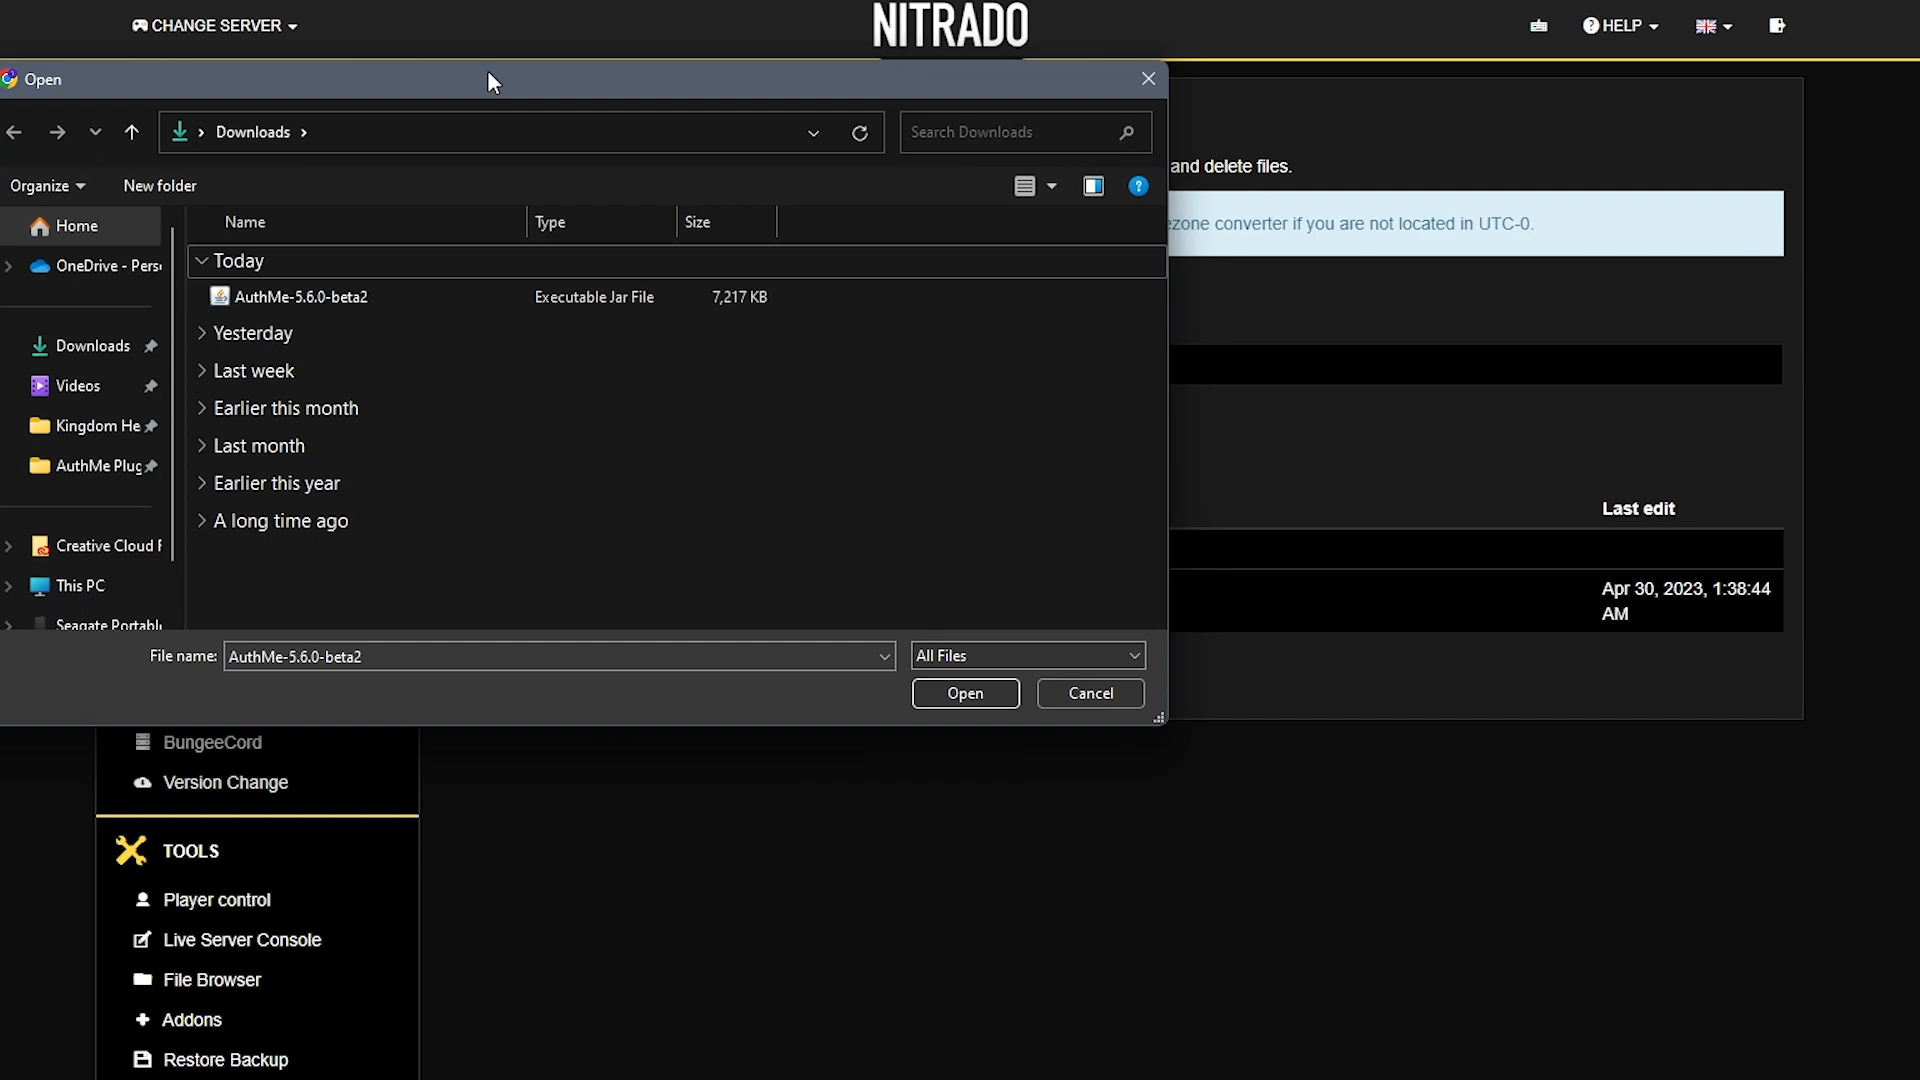 CHANGE SERVER
NITRADO
HELP
Open
Downloads
Search Downloads
and delete files.
Organize
New folder
Home
Name
Type
Size
ezone converter if you are not located in UTC-0.
OneDrive - Pers
Today
AuthMe-5.6.0-beta2
Executable Jar File
7,217 KB
Yesterday
Downloads
Last week
Videos
Earlier this month
Kingdom He
Last month
AuthMe Plug
Earlier this year
Last edit
A long time ago
Creative Cloud F
This PC
Apr 30, 2023, 1:38:44
AM
Seagate Portabl
File name:
AuthMe-5.6.0-beta2
All Files
Open
Cancel
BungeeCord
Version Change
TOOLS
Player control
Live Server Console
File Browser
Addons
Restore Backup